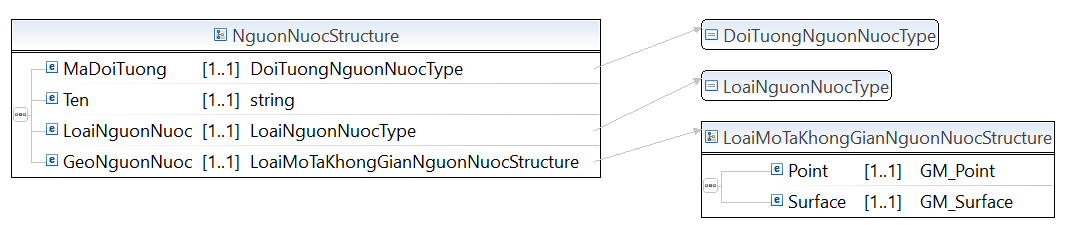 NguonNuocStructure
MaDoiTuong [1..1] DoiTuongNguonNuocType
Ten [1..1] string
LoaiNguonNuoc [1..1] LoaiNguonNuocType
GeoNguonNuoc [1..1] LoaiMoTaKhongGianNguonNuocStructure
DoiTuongNguonNuocType
LoaiNguonNuocType
LoaiMoTaKhongGianNguonNuocStructure
Point [1..1] GM_Point
Surface [1..1] GM_Surface